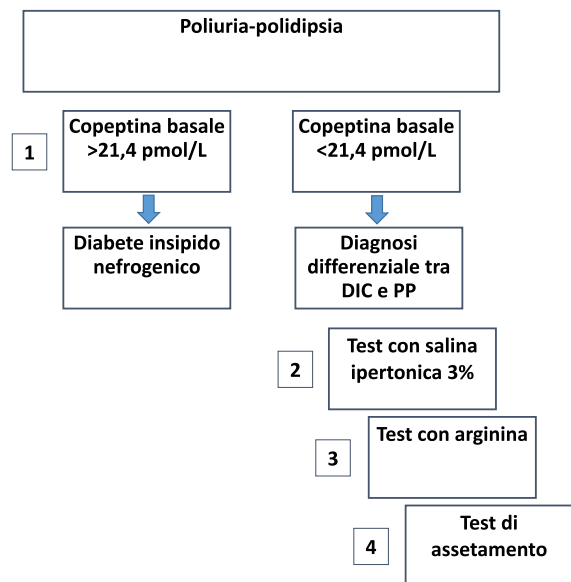 Poliuria-polidipsia
1
Copeptina basale
>21,4 pmol/L
Copeptina basale
<21,4 pmol/L
Diabete insipido
nefrogenico
Diagnosi
differenziale tra
DIC e PP
2
Test con salina
ipertonica 3%
3
Test con arginina
4
Test di
assetamento